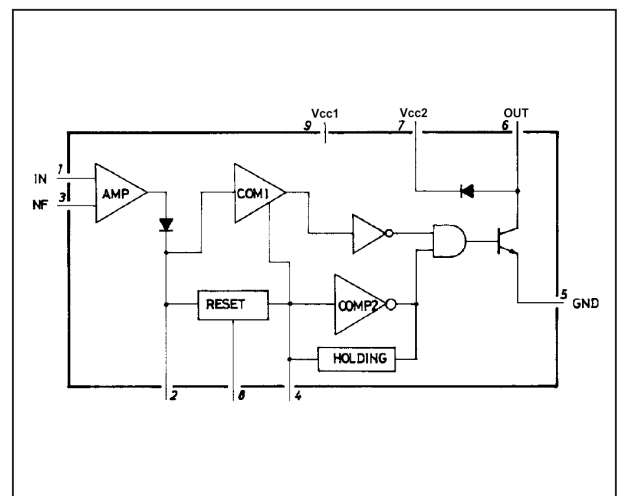 Vcc1 Vcc2 OUT
9 7 6
IN 1
AMP
COM1
NF 3
5 GND
RESET
COMP2
HOLDING
2 8 4